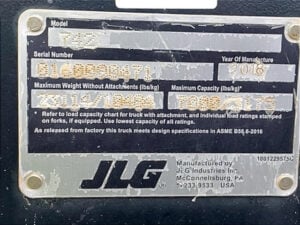 Model
742
Serial Number
Year Of Manufacture
Maximum Weight Without Attachments (lbs/kg)
Maximum Capacity (lbs/kg)*
* Refer to load capacity chart for truck with attachment, and individual load ratings stamped
on forks, if equipped. Use lowest capacity of all ratings.
As released from factory this truck meets design specifications in ASME B56.6-2016
JLG
Manufactured by
JLG Industries Inc.
McConnellsburg, PA
USA